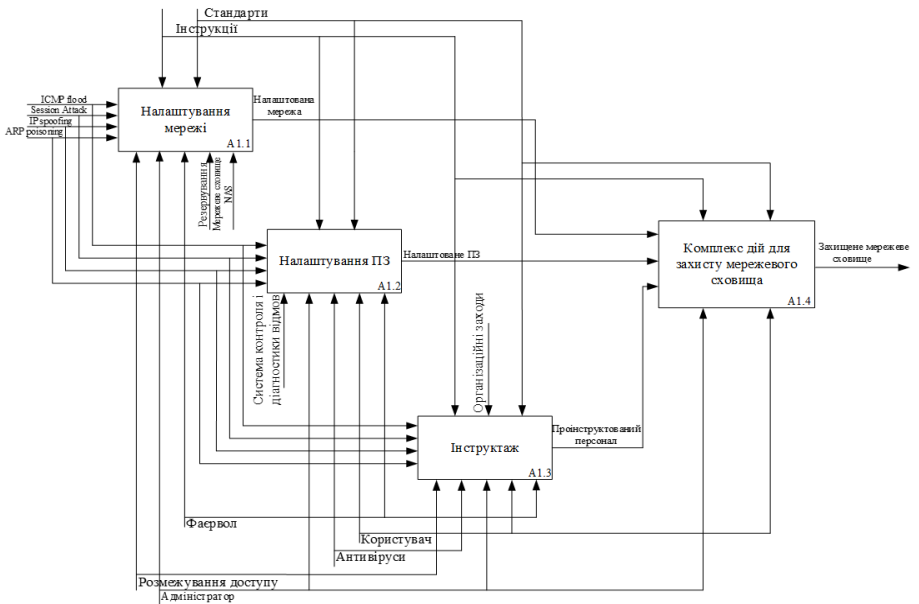 Стандарти
Інструкції
ICMP flood
Session Attack
IP spoofing
ARP poisoning
Налаштування
мережі
A1.1
Налаштована
мережа
Резервування
Мережеве сховище
NAS
Налаштування ПЗ
A1.2
Налаштоване ПЗ
Комплекс дій для
захисту мережевого
сховища
A1.4
Захищене мережеве
сховище
Система контроля і
діагностики відмов
Організаційні заходи
Інструктаж
A1.3
Проінструктований
персонал
Фаєрвол
Користувач
Антивіруси
Розмежування доступу
Адміністратор